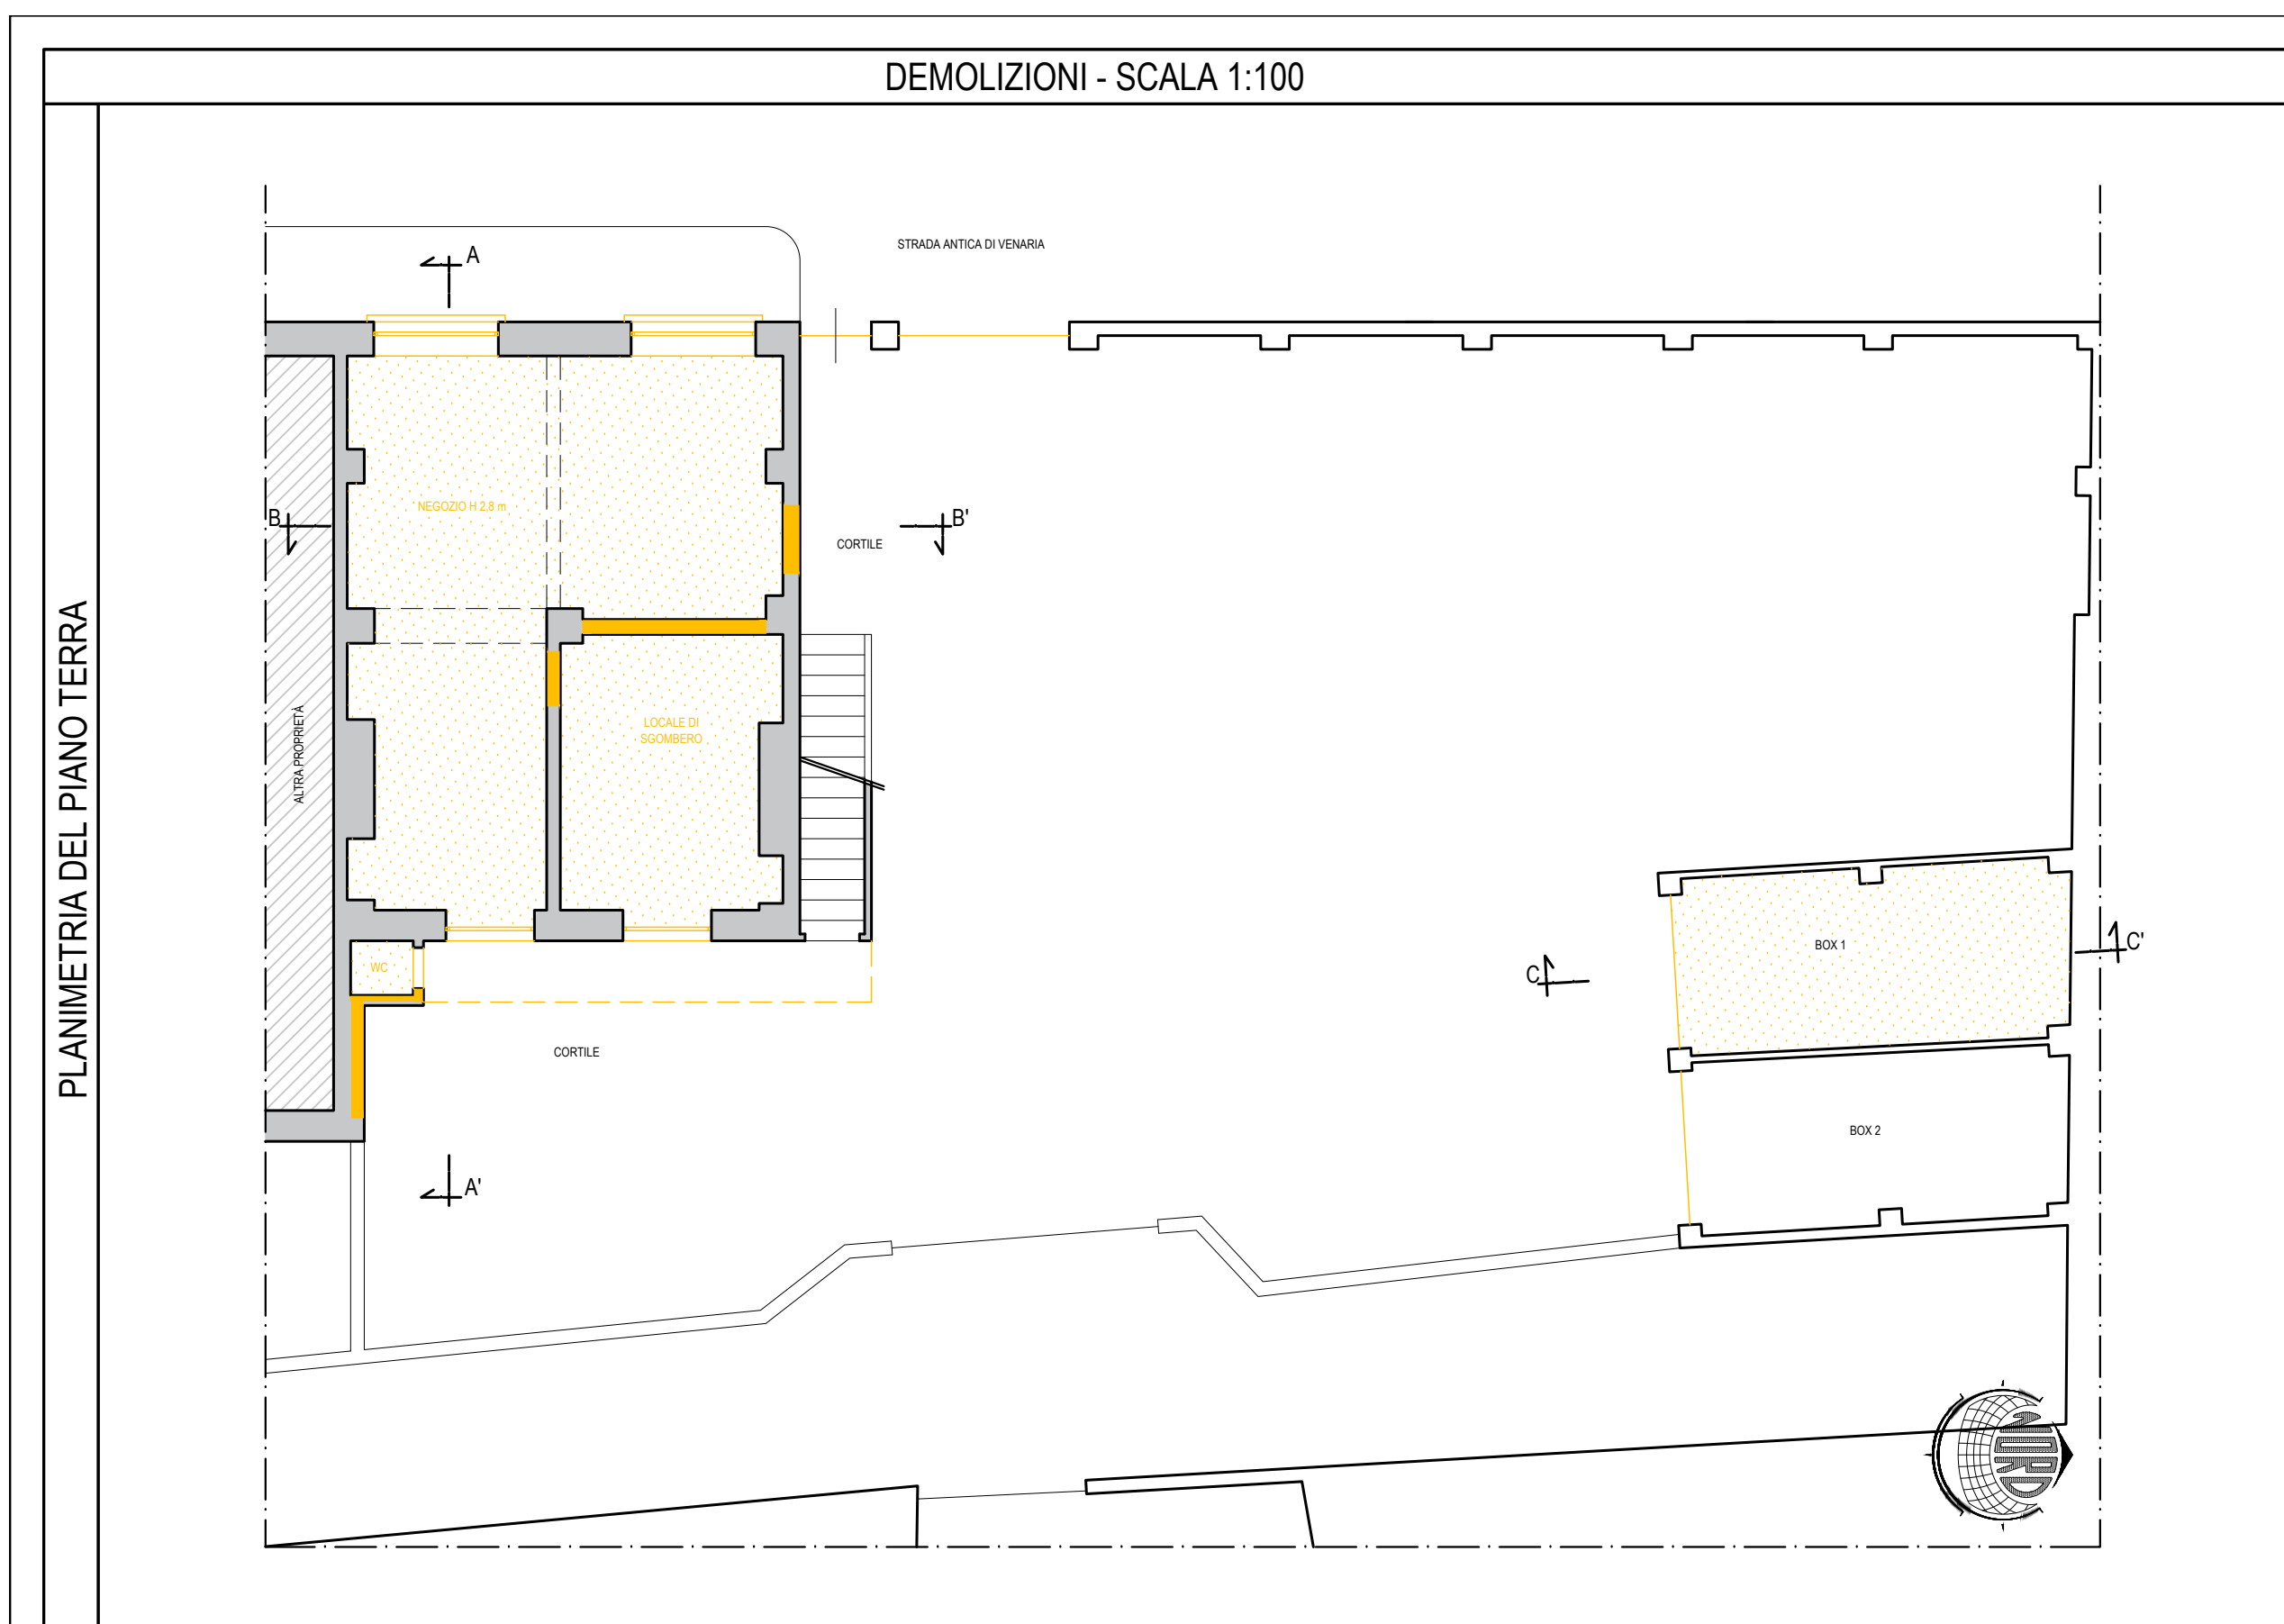 DEMOLIZIONI - SCALA 1:100
PLANIMETRIA DEL PIANO TERRA
STRADA ANTICA DI VENARIA
A
NEGOZIO H 2,8 m
B
B'
CORTILE
ALTRA PROPRIETÀ
LOCALE DI
SGOMBERO
WC
BOX 1
C
C'
CORTILE
BOX 2
A'
NORD